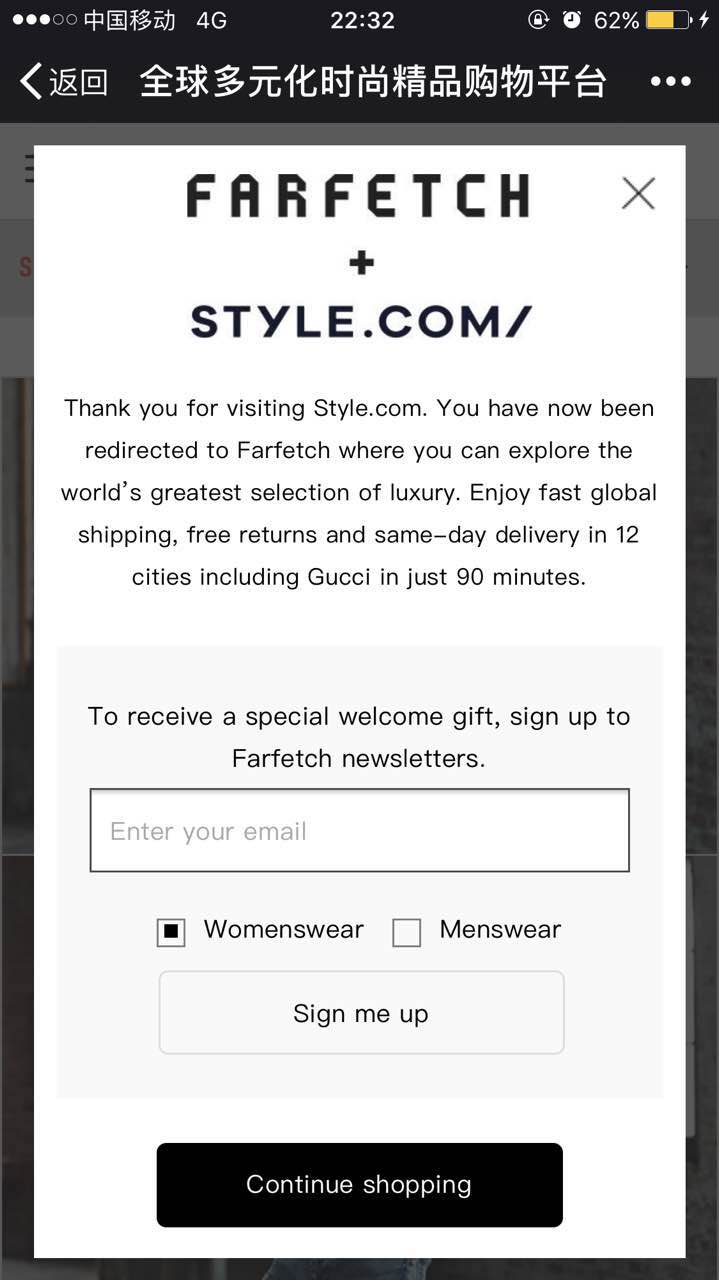 中国移动 4G 22:32 62%
返回 全球多元化时尚精品购物平台
S
FARFETCH
+
STYLE.COM/
Thank you for visiting Style.com. You have now been
redirected to Farfetch where you can explore the
world's greatest selection of luxury. Enjoy fast global
shipping, free returns and same-day delivery in 12
cities including Gucci in just 90 minutes.
To receive a special welcome gift, sign up to
Farfetch newsletters.
Enter your email
Womenswear Menswear
Sign me up
Continue shopping